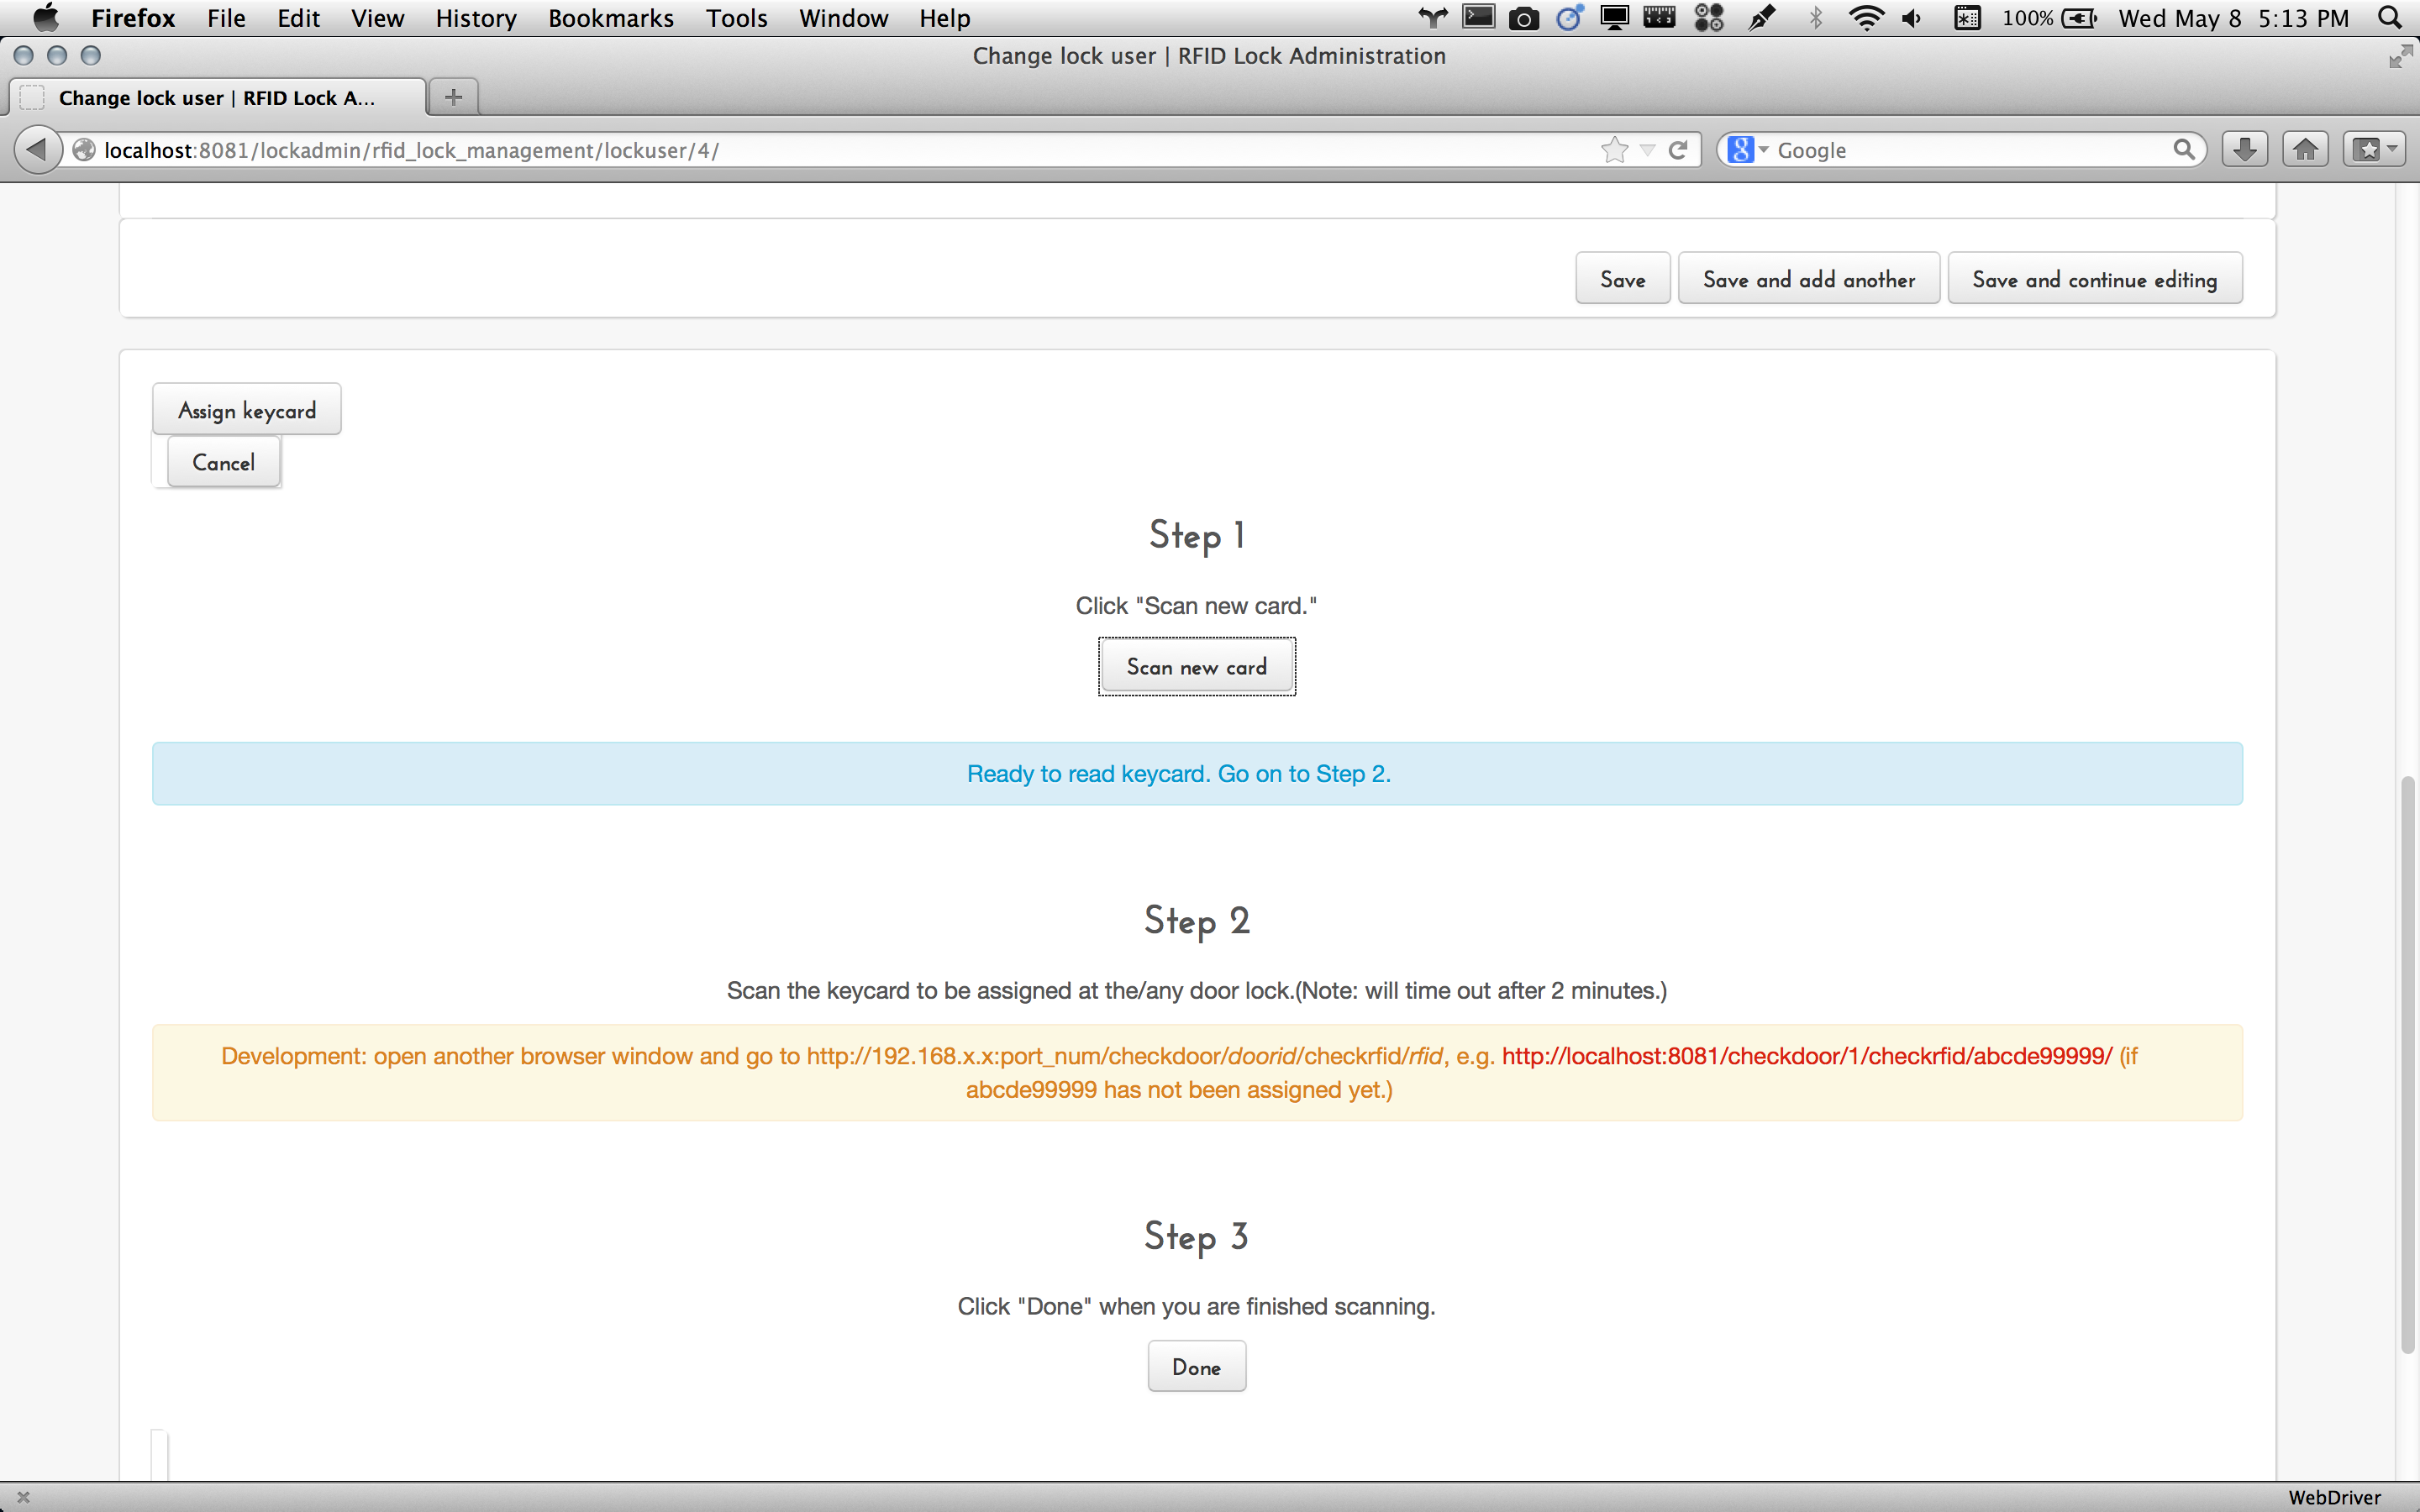 Firefox File Edit View History Bookmarks Tools Window Help 100% Wed May 8 5:13 PM
Change lock user | RFID Lock Administration
Change lock user | RFID Lock A... +
localhost:8081/lockadmin/rfid_lock_management/lockuser/4/ Google
Save Save and add another Save and continue editing
Assign keycard
Cancel
Step 1
Click "Scan new card."
Scan new card
Ready to read keycard. Go on to Step 2.
Step 2
Scan the keycard to be assigned at the/any door lock.(Note: will time out after 2 minutes.)
Development: open another browser window and go to http://192.168.x.x:port_num/checkdoor/doorid/checkrfid/rfid, e.g. http://localhost:8081/checkdoor/1/checkrfid/abcde99999/ (if
abcde99999 has not been assigned yet.)
Step 3
Click "Done" when you are finished scanning.
Done
WebDriver